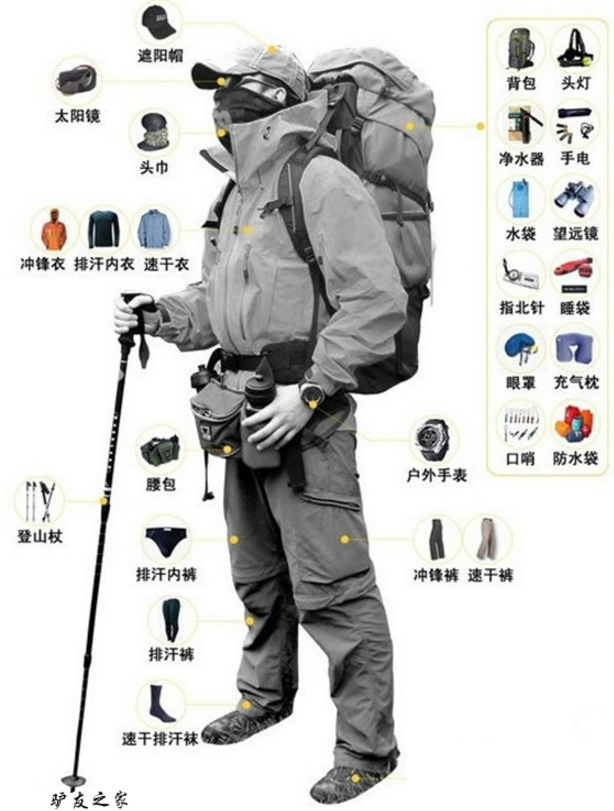 遮阳帽
太阳镜
头巾
冲锋衣 排汗内衣 速干衣
背包 头灯
净水器 手电
水袋 望远镜
指北针 睡袋
眼罩 充气枕
口哨 防水袋
户外手表
腰包
登山杖
排汗内裤
冲锋裤 速干裤
排汗裤
速干排汗袜
驴友之家